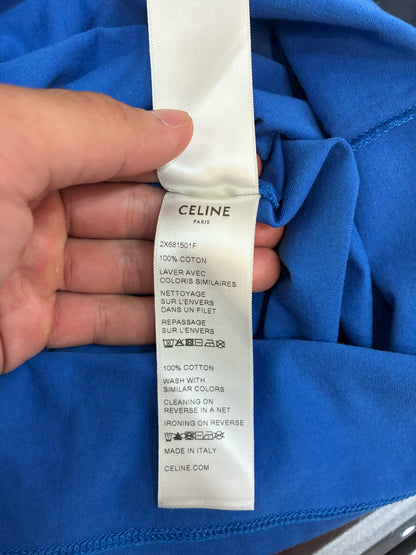 CELINE
PARIS
2X681501F
100% COTON
LAVER AVEC
COLORIS SIMILAIRES
NETTOYAGE
SUR L'ENVERS
DANS UN FILET
REPASSAGE
SUR L'ENVERS
100% COTTON
WASH WITH
SIMILAR COLORS
CLEANING ON
REVERSE IN A NET
IRONING ON REVERSE
MADE IN ITALY
CELINE.COM